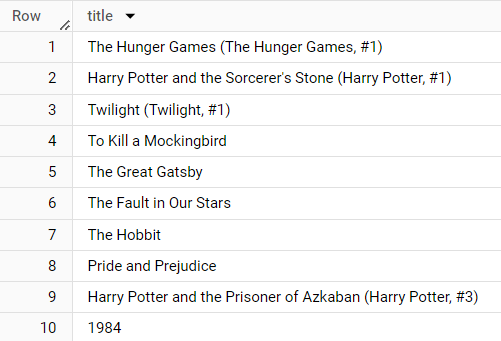 Row title
1 The Hunger Games (The Hunger Games, #1)
2 Harry Potter and the Sorcerer's Stone (Harry Potter, #1)
3 Twilight (Twilight, #1)
4 To Kill a Mockingbird
5 The Great Gatsby
6 The Fault in Our Stars
7 The Hobbit
8 Pride and Prejudice
9 Harry Potter and the Prisoner of Azkaban (Harry Potter, #3)
10 1984